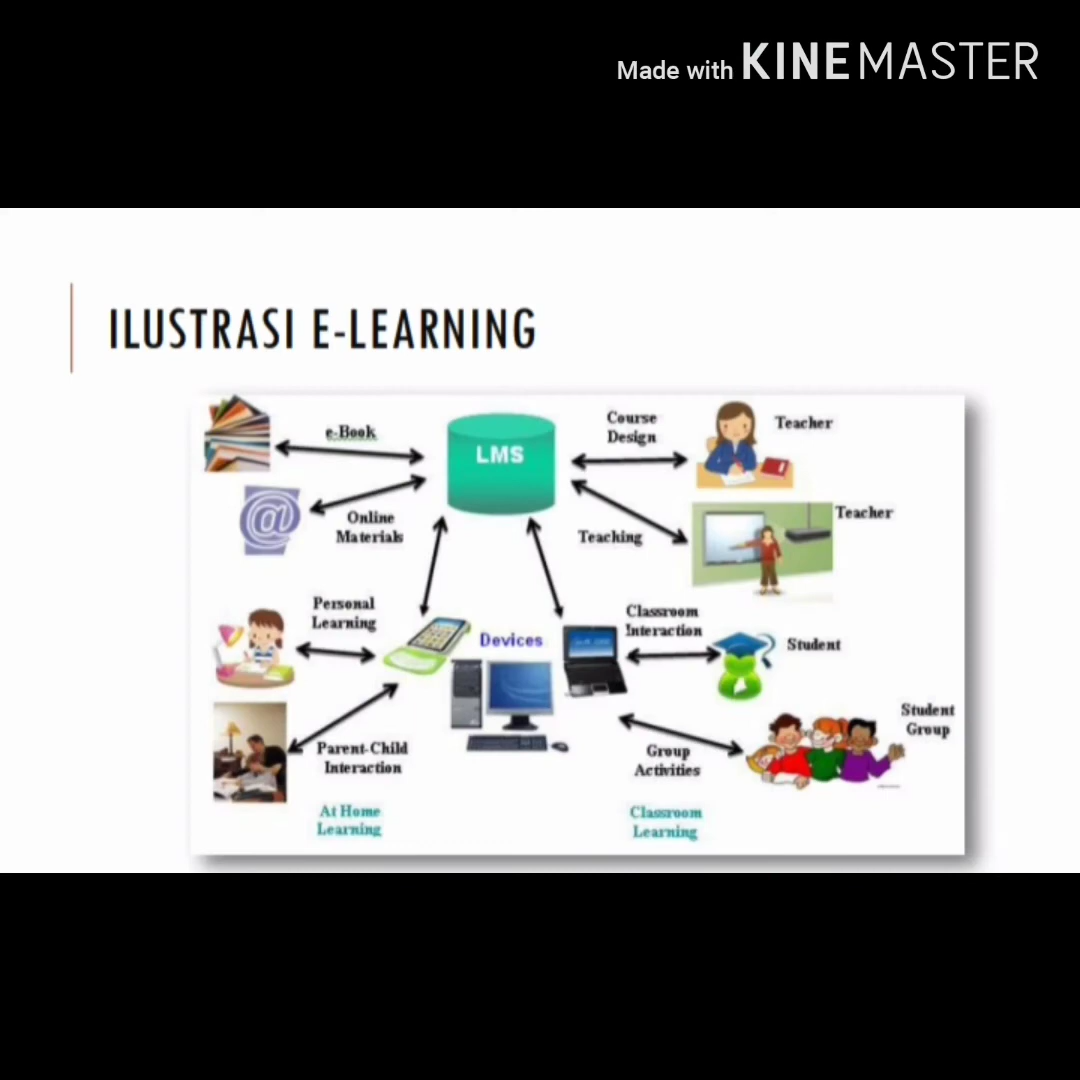 Made with KINEMASTER
ILUSTRASI E-LEARNING
e-Book
LMS
Course
Design
Teacher
Online
Materials
Teaching
Teacher
Personal
Learning
Devices
Classroom
Interaction
Student
Parent-Child
Interaction
Group
Activities
Student
Group
At Home
Learning
Classroom
Learning